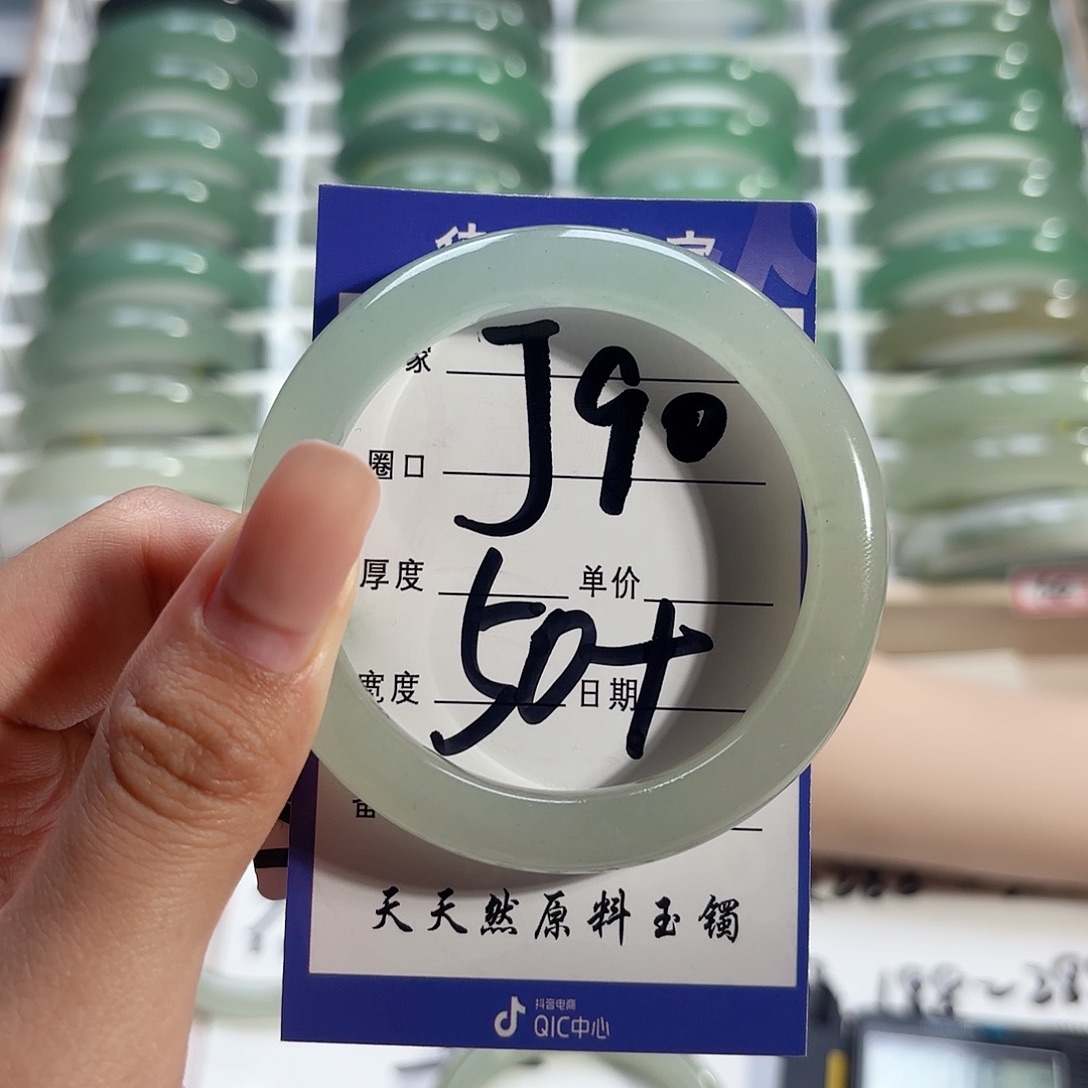 家
J90
圈口
厚度 单价
50+
宽度 日期
天天然原料玉镯
抖音电商
QIC中心